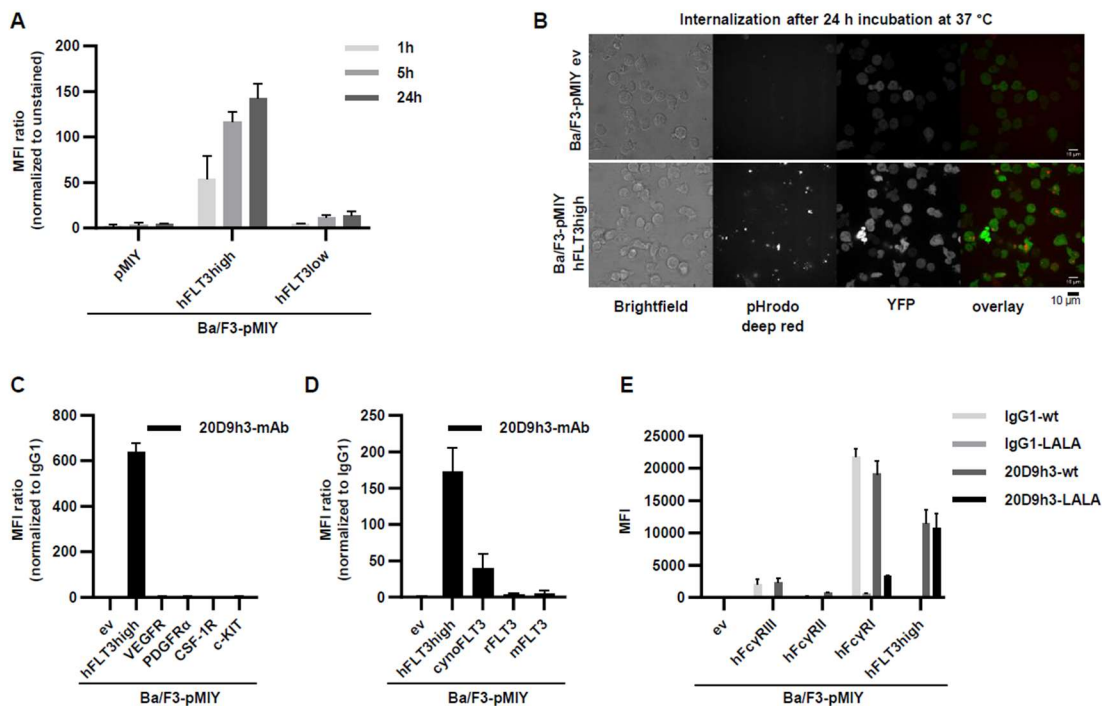 A
MFI ratio
(normalized to unstained)
200
150
100
50
0
1h
5h
24h
pMIY
hFLT3high
hFLT3low
Ba/F3-pMIY
B
Internalization after 24 h incubation at 37 °C
Ba/F3-pMIY ev
Ba/F3-pMIY
hFLT3high
10 µm
10 µm
10 µm
Brightfield
pHrodo
deep red
YFP
overlay
C
MFI ratio
(normalized to IgG1)
800
600
400
200
0
20D9h3-mAb
ev
hFLT3high
VEGFR
PDGFRα
CSF-1R
c-KIT
Ba/F3-pMIY
D
MFI ratio
(normalized to IgG1)
250
200
150
100
50
0
20D9h3-mAb
ev
hFLT3high
cynoFLT3
rFLT3
mFLT3
Ba/F3-pMIY
E
MFI
25000
20000
15000
10000
5000
0
IgG1-wt
IgG1-LALA
20D9h3-wt
20D9h3-LALA
ev
hFcγRIII
hFcγRII
hFcγRI
hFLT3high
Ba/F3-pMIY